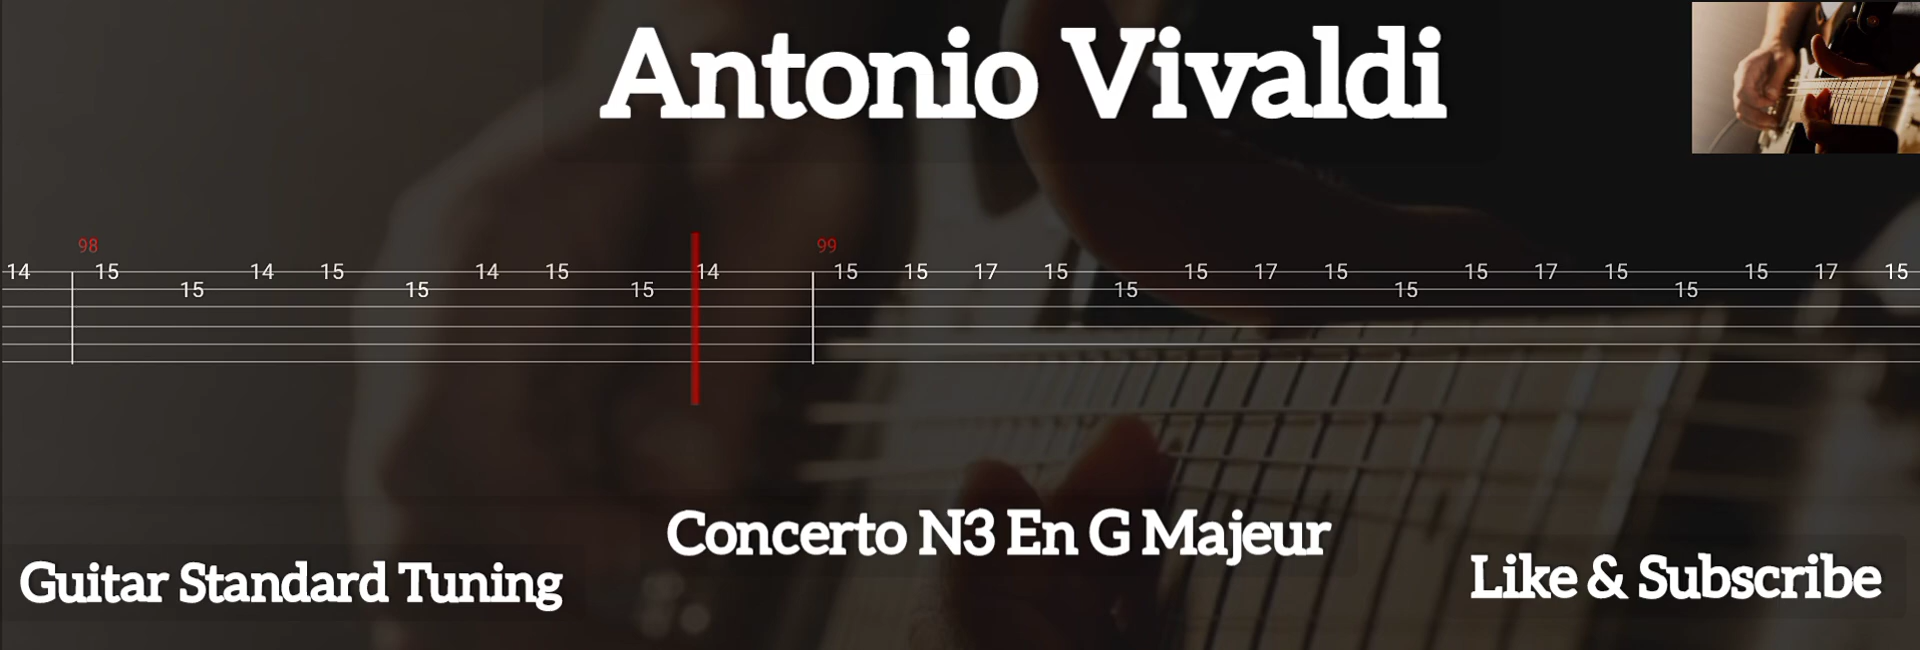 Antonio Vivaldi
98 99
14 15 14 15 14 15 14 15 15 17 15 15 17 15 15 17 15 15 17 15
15 15 15 15 15 15
Concerto N3 En G Majeur
Guitar Standard Tuning
Like & Subscribe